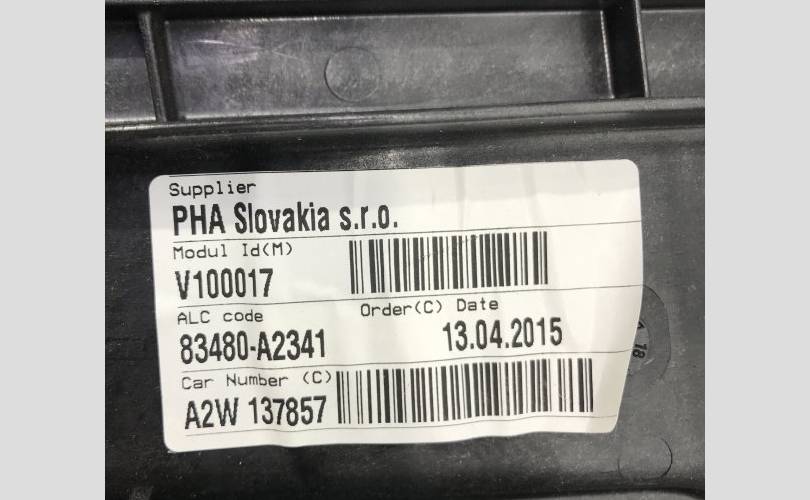 Supplier
PHA Slovakia s.r.o.
Modul Id(M)
V100017
ALC code
Order(C) Date
83480-A2341
13.04.2015
Car Number (C)
A2W 137857
18